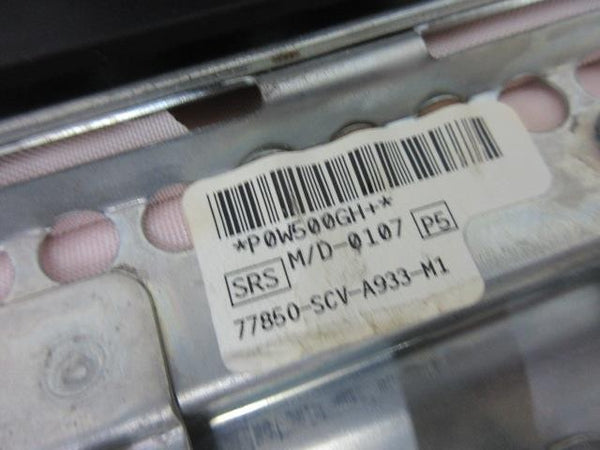 *P0W500GH+*
M/D-0107 P5
SRS
77850-SCV-A933-M1